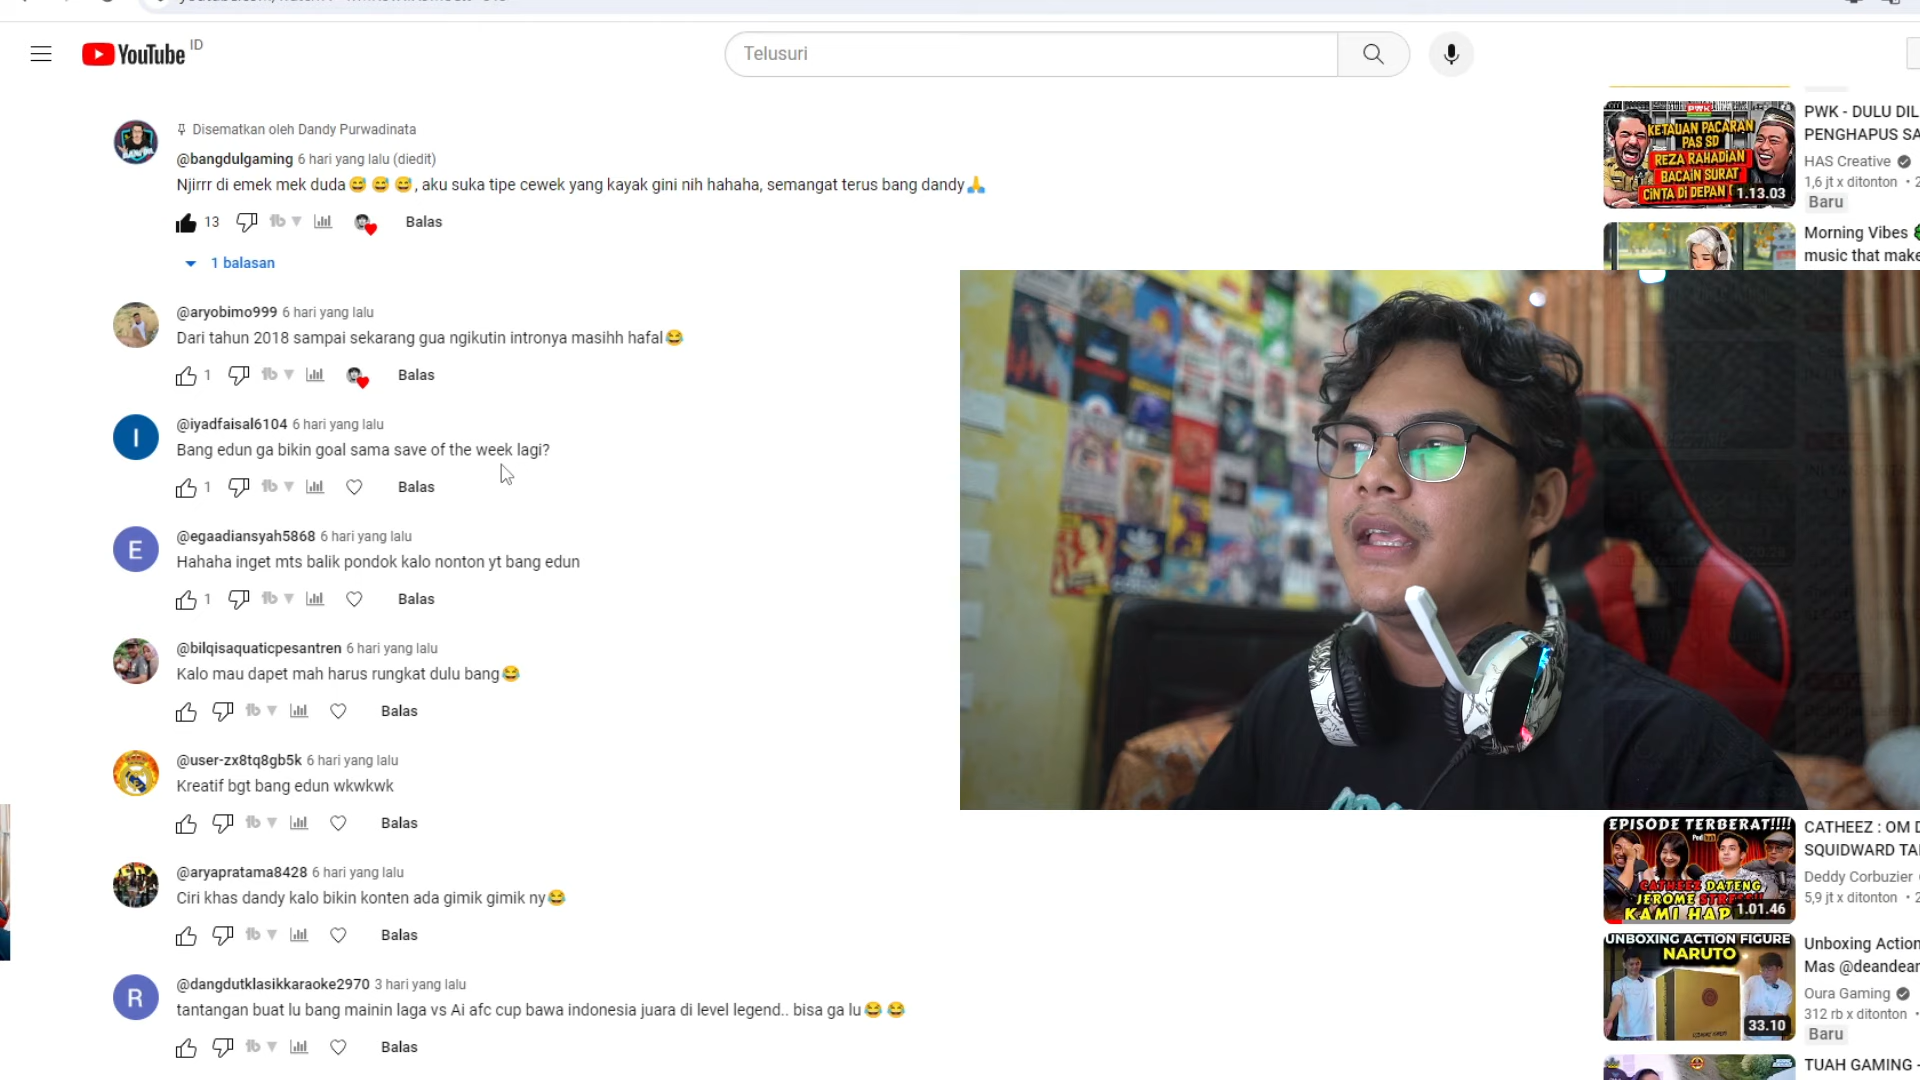 YouTube ID
Telusuri
Disematkan oleh Dandy Purwadinata
@bangdulgaming 6 hari yang lalu (diedit)
Njirrr di emek mek duda😅 😅 😅, aku suka tipe cewek yang kayak gini nih hahaha, semangat terus bang dandy🙏
13
Balas
1 balasan
@aryobimo999 6 hari yang lalu
Dari tahun 2018 sampai sekarang gua ngikutin intronya masihh hafal😂
1
Balas
I
@iyadfaisal6104 6 hari yang lalu
Bang edun ga bikin goal sama save of the week lagi?
1
Balas
E
@egaadiansyah5868 6 hari yang lalu
Hahaha inget mts balik pondok kalo nonton yt bang edun
1
Balas
@bilqisaquaticpesantren 6 hari yang lalu
Kalo mau dapet mah harus rungkat dulu bang😂
Balas
@user-zx8tq8gb5k 6 hari yang lalu
Kreatif bgt bang edun wkwkwk
Balas
@aryapratama8428 6 hari yang lalu
Ciri khas dandy kalo bikin konten ada gimik gimik ny😂
Balas
R
@dangdutklasikkaraoke2970 3 hari yang lalu
tantangan buat lu bang mainin laga vs Ai afc cup bawa indonesia juara di level legend.. bisa ga lu😂 😂
Balas
PWK
KETAUAN PACARAN
PAS SD
REZA RAHADIAN
BACAIN SURAT
CINTA DI DEPAN
1.13.03
PWK - DULU DIL
PENGHAPUS SA
HAS Creative
1,6 jt x ditonton
Baru
Morning Vibes
music that make
EPISODE TERBERAT!!!!
CATHEEZ DATENG,
JEROME
KAMI HAP
1.01.46
CATHEEZ : OM D
SQUIDWARD TA
Deddy Corbuzier
5,9 jt x ditonton
UNBOXING ACTION FIGURE
NARUTO
33.10
Unboxing Action
Mas @deandear
Oura Gaming
312 rb x ditonton
Baru
TUAH GAMING -